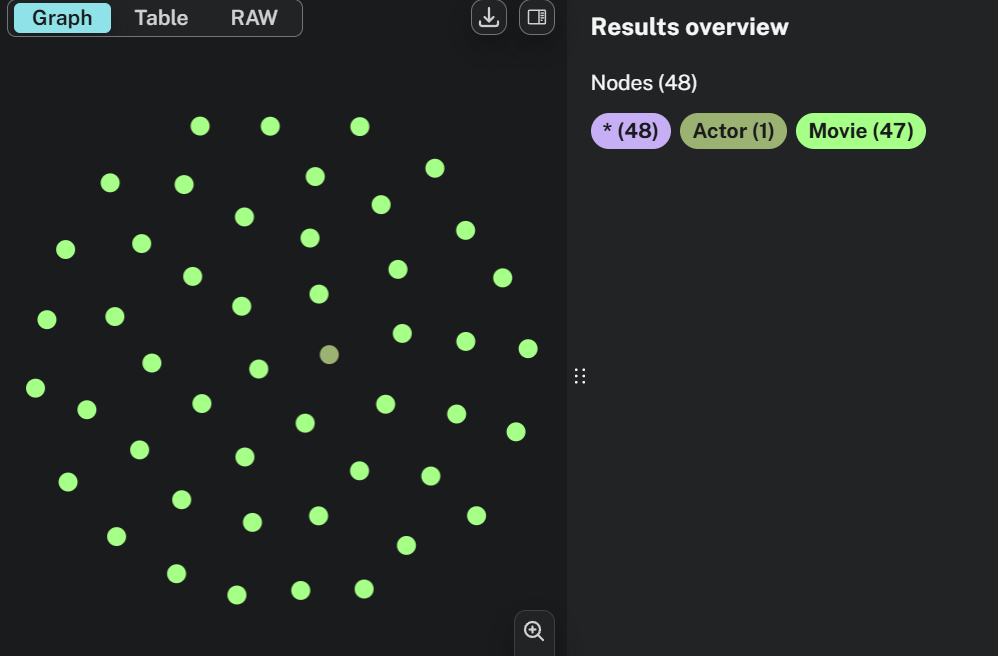 Graph Table RAW
Results overview
Nodes (48)
* (48) Actor (1) Movie (47)